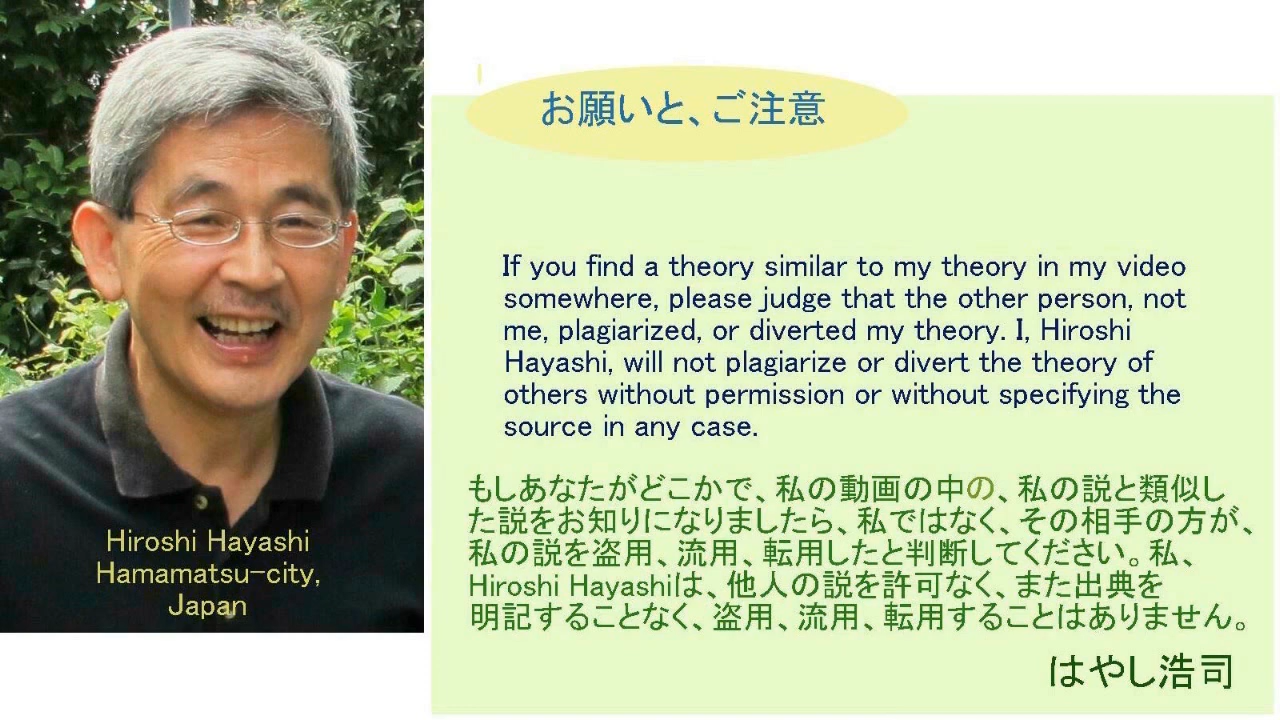 お願いと、ご注意
If you find a theory similar to my theory in my video
somewhere, please judge that the other person, not
me, plagiarized, or diverted my theory. I, Hiroshi
Hayashi, will not plagiarize or divert the theory of
others without permission or without specifying the
source in any case.
もしあなたがどこかで、私の動画の中の、私の説と類似し
た説をお知りになりましたら、私ではなく、その相手の方が、
私の説を盗用、流用、転用したと判断してください。私、
Hiroshi Hayashiは、他人の説を許可なく、また出典を
明記することなく、盗用、流用、転用することはありません。
はやし浩司
Hiroshi Hayashi
Hamamatsu-city,
Japan